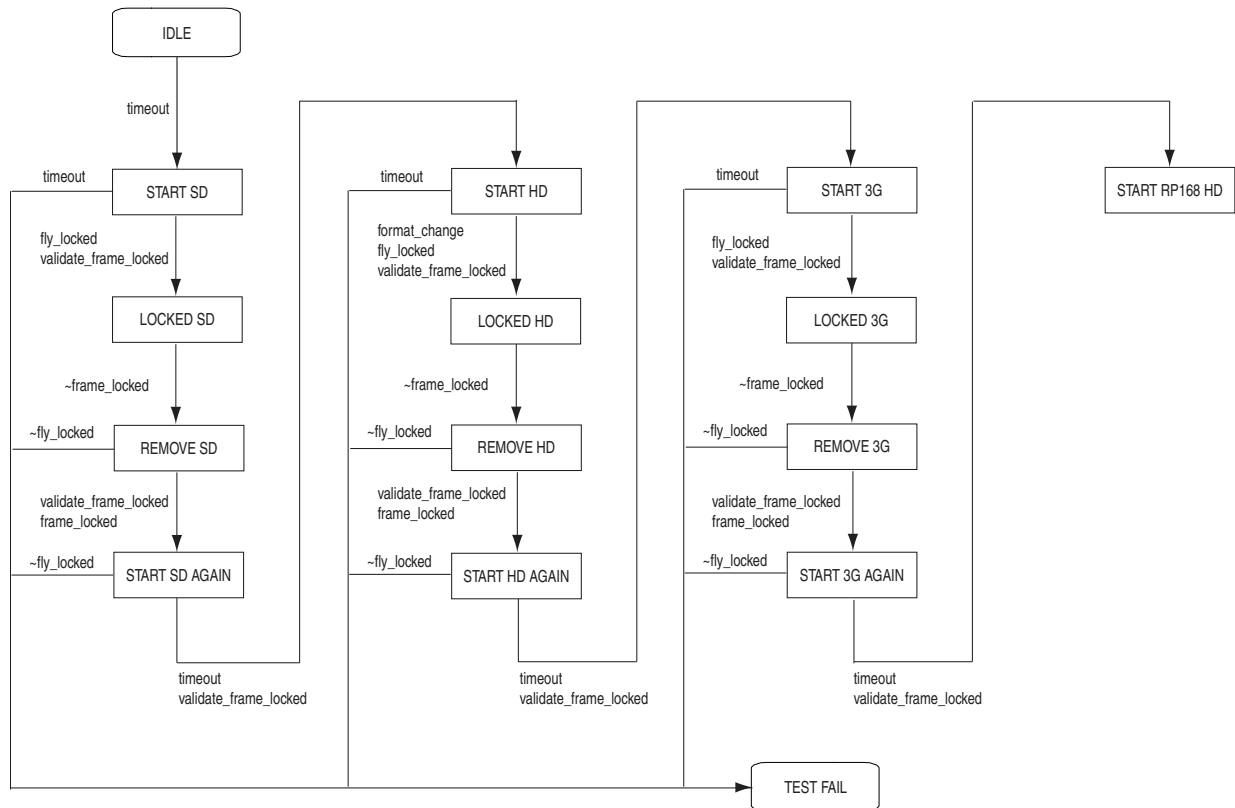 IDLE
timeout
timeout
START SD
timeout
START HD
timeout
START 3G
START RP168 HD
fly_locked
validate_frame_locked
format_change
fly_locked
validate_frame_locked
fly_locked
validate_frame_locked
LOCKED SD
LOCKED HD
LOCKED 3G
~frame_locked
~frame_locked
~frame_locked
~fly_locked
REMOVE SD
~fly_locked
REMOVE HD
~fly_locked
REMOVE 3G
validate_frame_locked
frame_locked
validate_frame_locked
frame_locked
validate_frame_locked
frame_locked
~fly_locked
START SD AGAIN
~fly_locked
START HD AGAIN
~fly_locked
START 3G AGAIN
timeout
validate_frame_locked
timeout
validate_frame_locked
timeout
validate_frame_locked
TEST FAIL